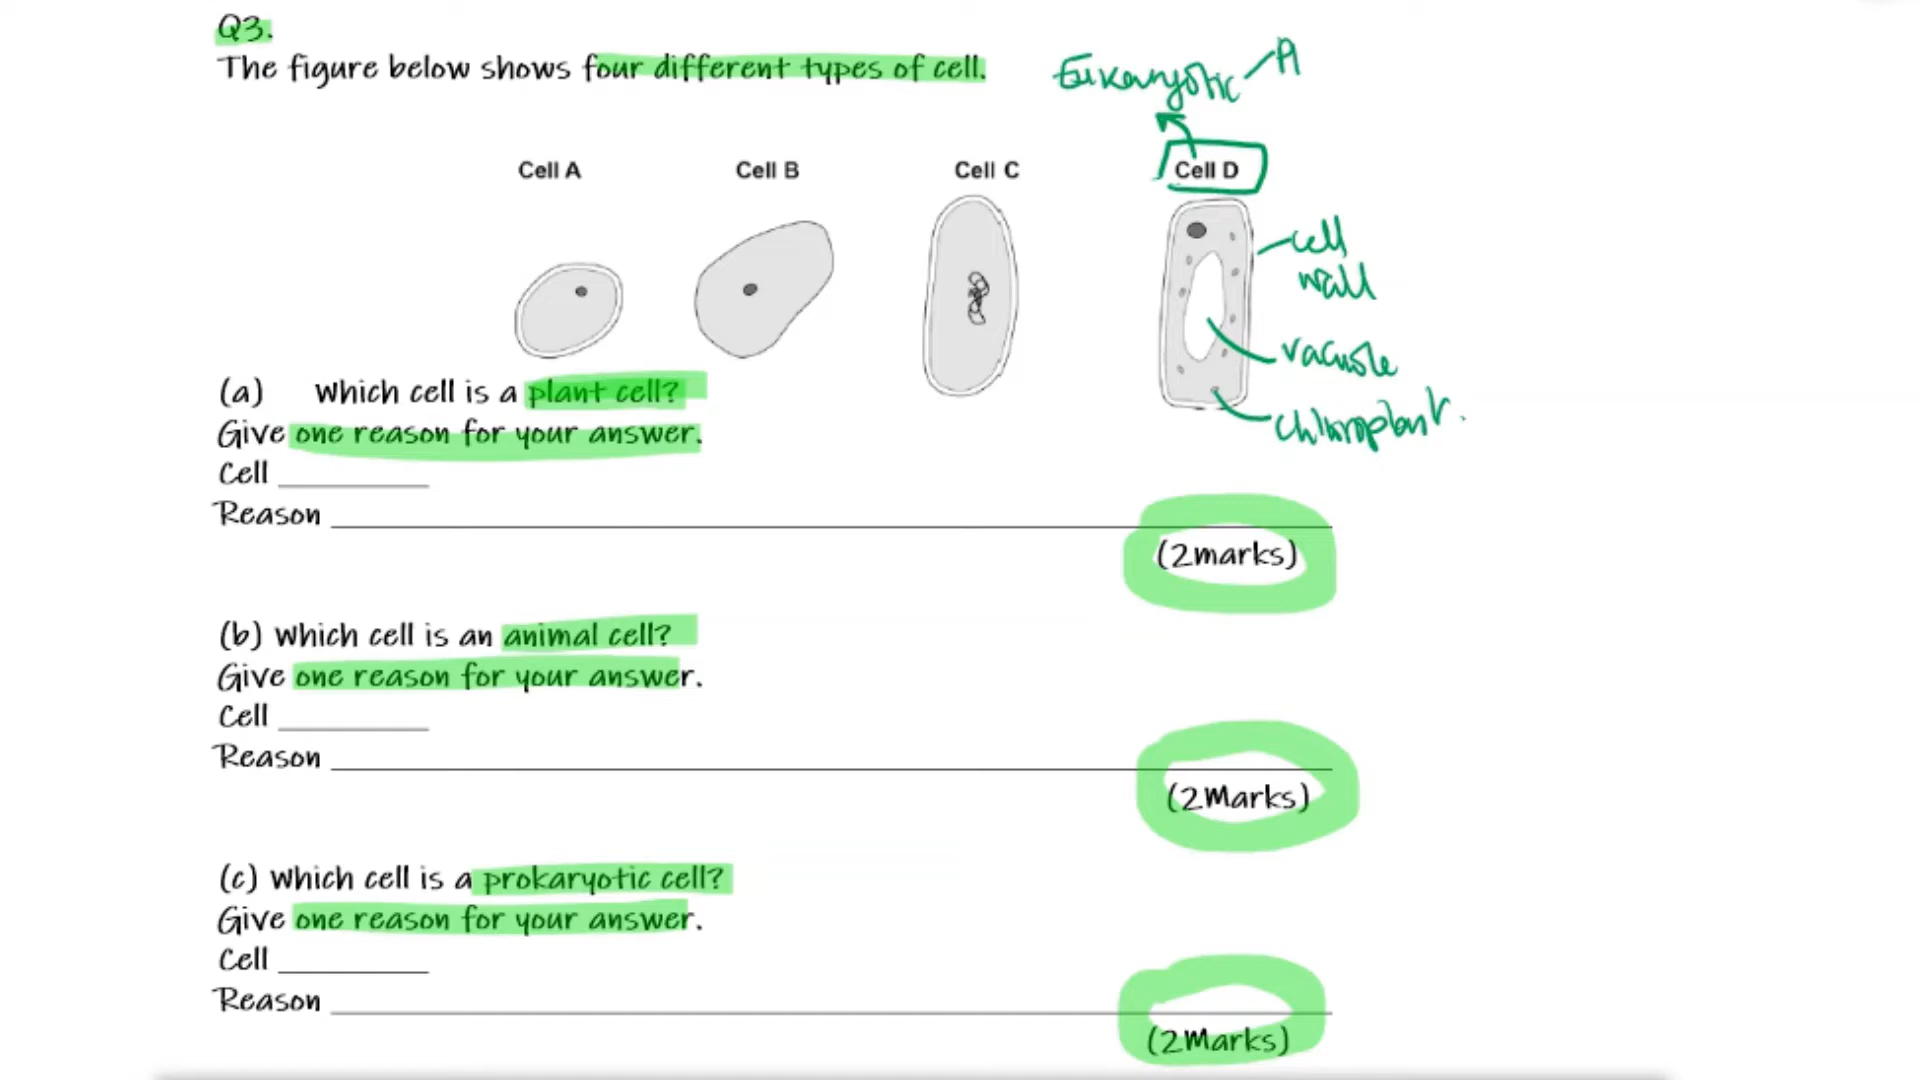 Q3.
The figure below shows four different types of cell.
Eukaryotic
Cell A
Cell B
Cell C
Cell D
cell
wall
vacuole
(a) Which cell is a plant cell?
Give one reason for your answer.
Cell
Reason
(2marks)
(b) Which cell is an animal cell?
Give one reason for your answer.
Cell
Reason
(2Marks)
(c) Which cell is a prokaryotic cell?
Give one reason for your answer.
Cell
Reason
(2Marks)